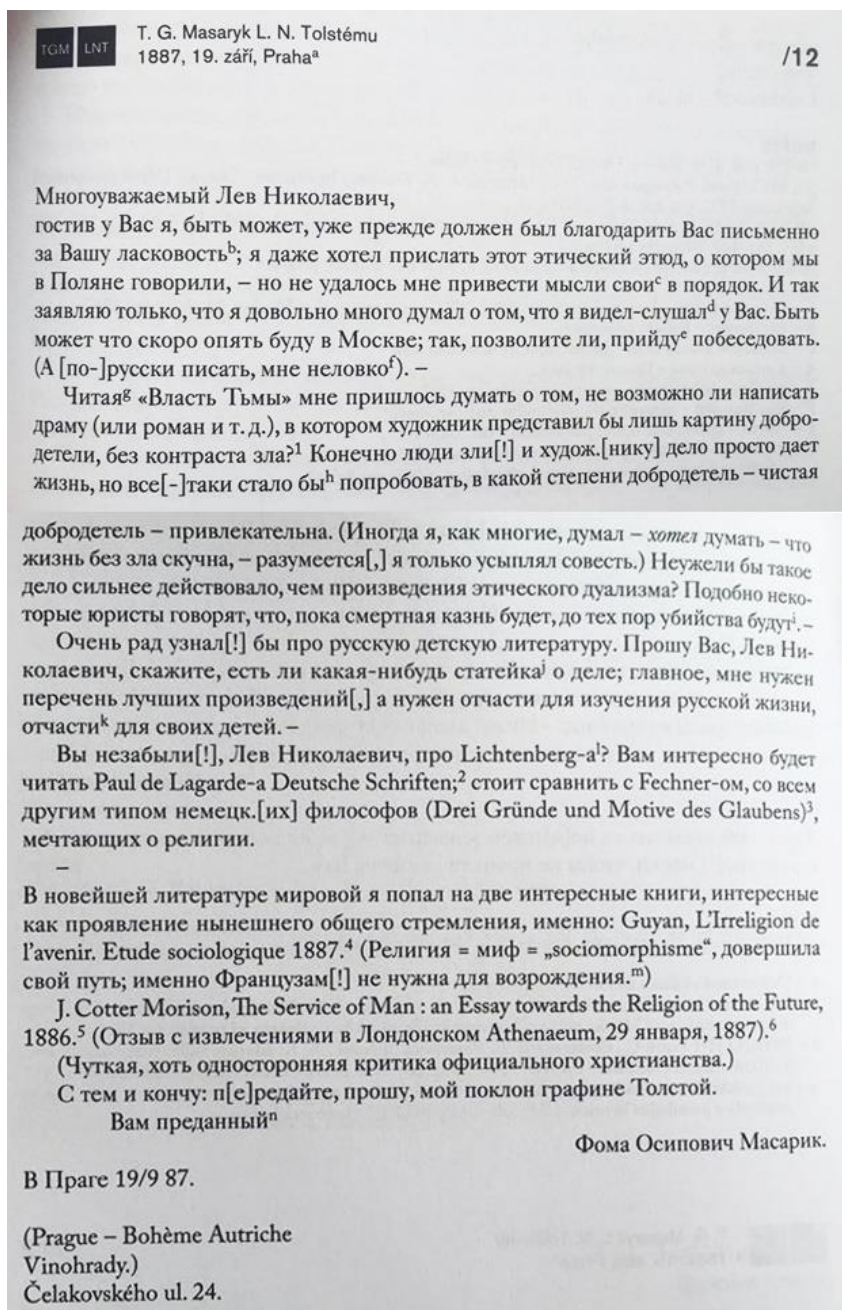 TGM LNT
T. G. Masaryk L. N. Tolstému
1887, 19. září, Prahaᵃ
/12
Многоуважаемый Лев Николаевич,
гостив у Вас я, быть может, уже прежде должен был благодарить Вас письменно
за Вашу ласковостьᵇ; я даже хотел прислать этот этический этюд, о котором мы
в Поляне говорили, – но не удалось мне привести мысли своиᶜ в порядок. И так
заявляю только, что я довольно много думал о том, что я видел-слушалᵈ у Вас. Быть
может что скоро опять буду в Москве; так, позволите ли, прийдуᵉ побеседовать.
(А [по-]русски писать, мне неловкоᶠ). –
Читаяᵍ «Власть Тьмы» мне пришлось думать о том, не возможно ли написать
драму (или роман и т. д.), в котором художник представил бы лишь картину добро-
детели, без контраста зла?¹ Конечно люди зли[!] и худож.[нику] дело просто дает
жизнь, но все[-]таки стало быʰ попробовать, в какой степени добродетель – чистая
добродетель – привлекательна. (Иногда я, как многие, думал – хотел думать – что
жизнь без зла скучна, – разумеется[,] я только усыплял совесть.) Неужели бы такое
дело сильнее действовало, чем произведения этического дуализма? Подобно неко-
торые юристы говорят, что, пока смертная казнь будет, до тех пор убийства будутⁱ. –
Очень рад узнал[!] бы про русскую детскую литературу. Прошу Вас, Лев Ни-
колаевич, скажите, есть ли какая-нибудь статейкаʲ о деле; главное, мне нужен
перечень лучших произведений[,] а нужен отчасти для изучения русской жизни,
отчастиᵏ для своих детей. –
Вы незабыли[!], Лев Николаевич, про Lichtenberg-aˡ? Вам интересно будет
читать Paul de Lagarde-a Deutsche Schriften;² стоит сравнить с Fechner-ом, со всем
другим типом немецк.[их] философов (Drei Gründe und Motive des Glaubens)³,
мечтающих о религии.
–
В новейшей литературе мировой я попал на две интересные книги, интересные
как проявление нынешнего общего стремления, именно: Guyan, L'Irreligion de
l'avenir. Etude sociologique 1887.⁴ (Религия = миф = „sociomorphisme“, довершила
свой путь; именно Французам[!] не нужна для возрождения.ᵐ)
J. Cotter Morison, The Service of Man : an Essay towards the Religion of the Future,
1886.⁵ (Отзыв с извлечениями в Лондонском Athenaeum, 29 января, 1887).⁶
(Чуткая, хоть односторонняя критика официального христианства.)
С тем и кончу: п[е]редайте, прошу, мой поклон графине Толстой.
Вам преданныйⁿ
Фома Осипович Масарик.
В Праге 19/9 87.
(Prague – Bohème Autriche
Vinohrady.)
Čelakovského ul. 24.